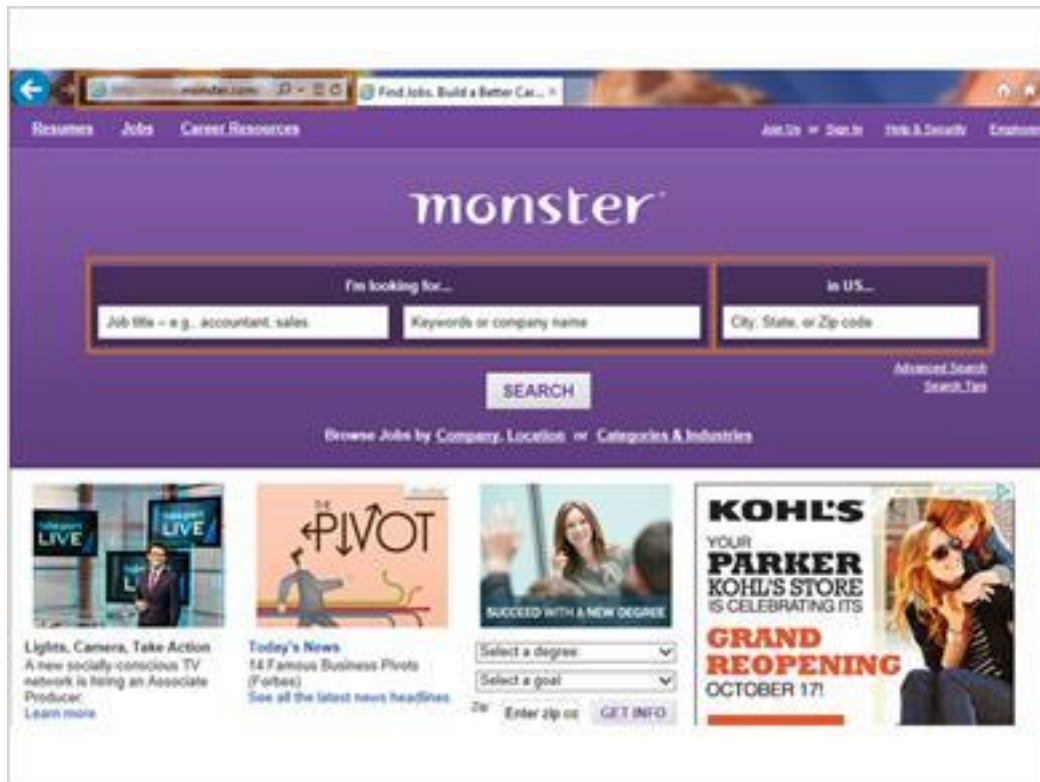 monster.com
Find Jobs. Build a Better Car...
Resumes Jobs Career Resources
Join Us or Sign In Help & Security
monster
I'm looking for...
in US...
Job title – e.g., accountant, sales
Keywords or company name
City, State, or Zip code
Advanced Search
Search Tips
SEARCH
Browse Jobs by Company, Location or Categories & Industries
LIVE
LIVE
THE
PIVOT
SUCCEED WITH A NEW DEGREE
Lights, Camera, Take Action
A new socially-conscious TV
network is hiring an Associate
Producer.
Learn more
Today's News
14 Famous Business Pivots
(Forbes)
See all the latest news headlines
Select a degree
Select a goal
Zip
Enter zip co
GET INFO
KOHL'S
YOUR
PARKER
KOHL'S STORE
IS CELEBRATING ITS
GRAND
REOPENING
OCTOBER 17!